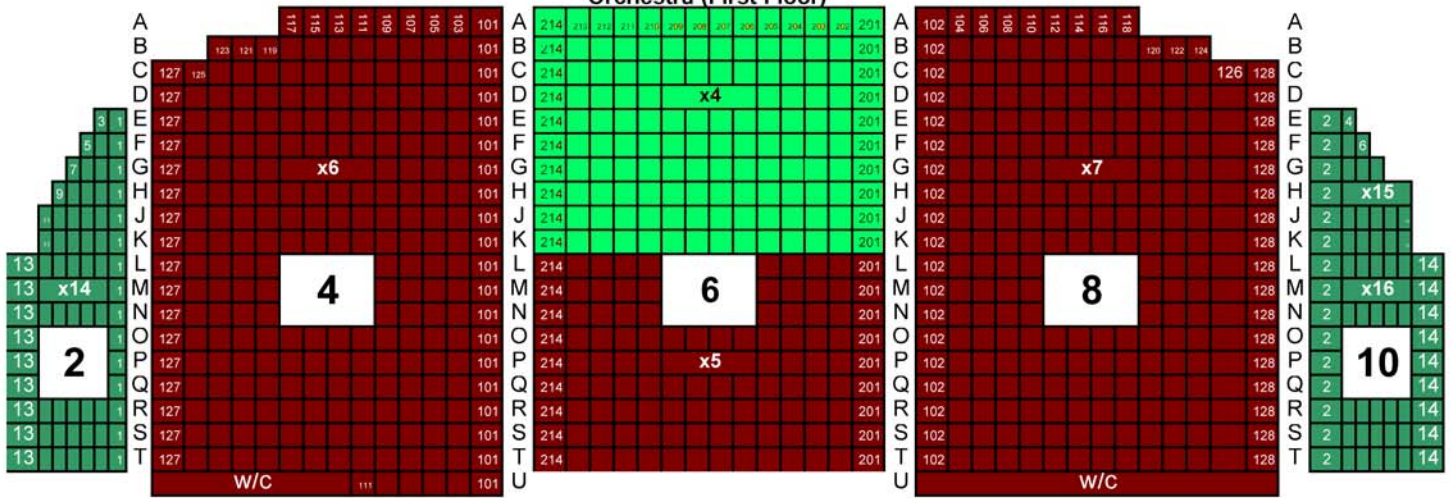 Orchestra (First Floor)
A 117 115 113 111 109 107 105 103 101 A 214 213 212 211 210 209 208 207 206 205 204 203 202 201 A 102 104 106 108 110 112 114 116 118 A
B 123 121 119 101 B 214 201 B 102 120 122 124 B
C 127 125 101 C 214 201 C 102 126 128 C
D 127 101 D 214 x4 201 D 102 128 D
3 1 E 127 101 E 214 201 E 102 128 E 2 4
5 1 F 127 101 F 214 201 F 102 128 F 2 6
7 1 G 127 x6 101 G 214 201 G 102 x7 128 G 2
9 1 H 127 101 H 214 201 H 102 128 H 2 x15
11 1 J 127 101 J 214 201 J 102 128 J 2
11 1 K 127 101 K 214 201 K 102 128 K 2
13 1 L 127 101 L 214 201 L 102 128 L 2 14
13 x14 1 M 127 4 101 M 214 6 201 M 102 8 128 M 2 x16 14
13 1 N 127 101 N 214 201 N 102 128 N 2 14
13 1 O 127 101 O 214 201 O 102 128 O 2 14
13 2 1 P 127 101 P 214 x5 201 P 102 128 P 2 10 14
13 1 Q 127 101 Q 214 201 Q 102 128 Q 2 14
13 1 R 127 101 R 214 201 R 102 128 R 2 14
13 1 S 127 101 S 214 201 S 102 128 S 2 14
13 1 T 127 101 T 214 201 T 102 128 T 2 14
W/C 111 101 U U W/C